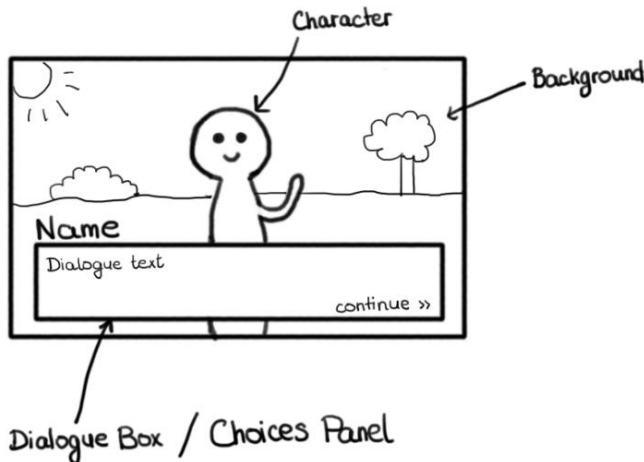 Character
Background
Name
Dialogue text
continue »
Dialogue Box / Choices Panel